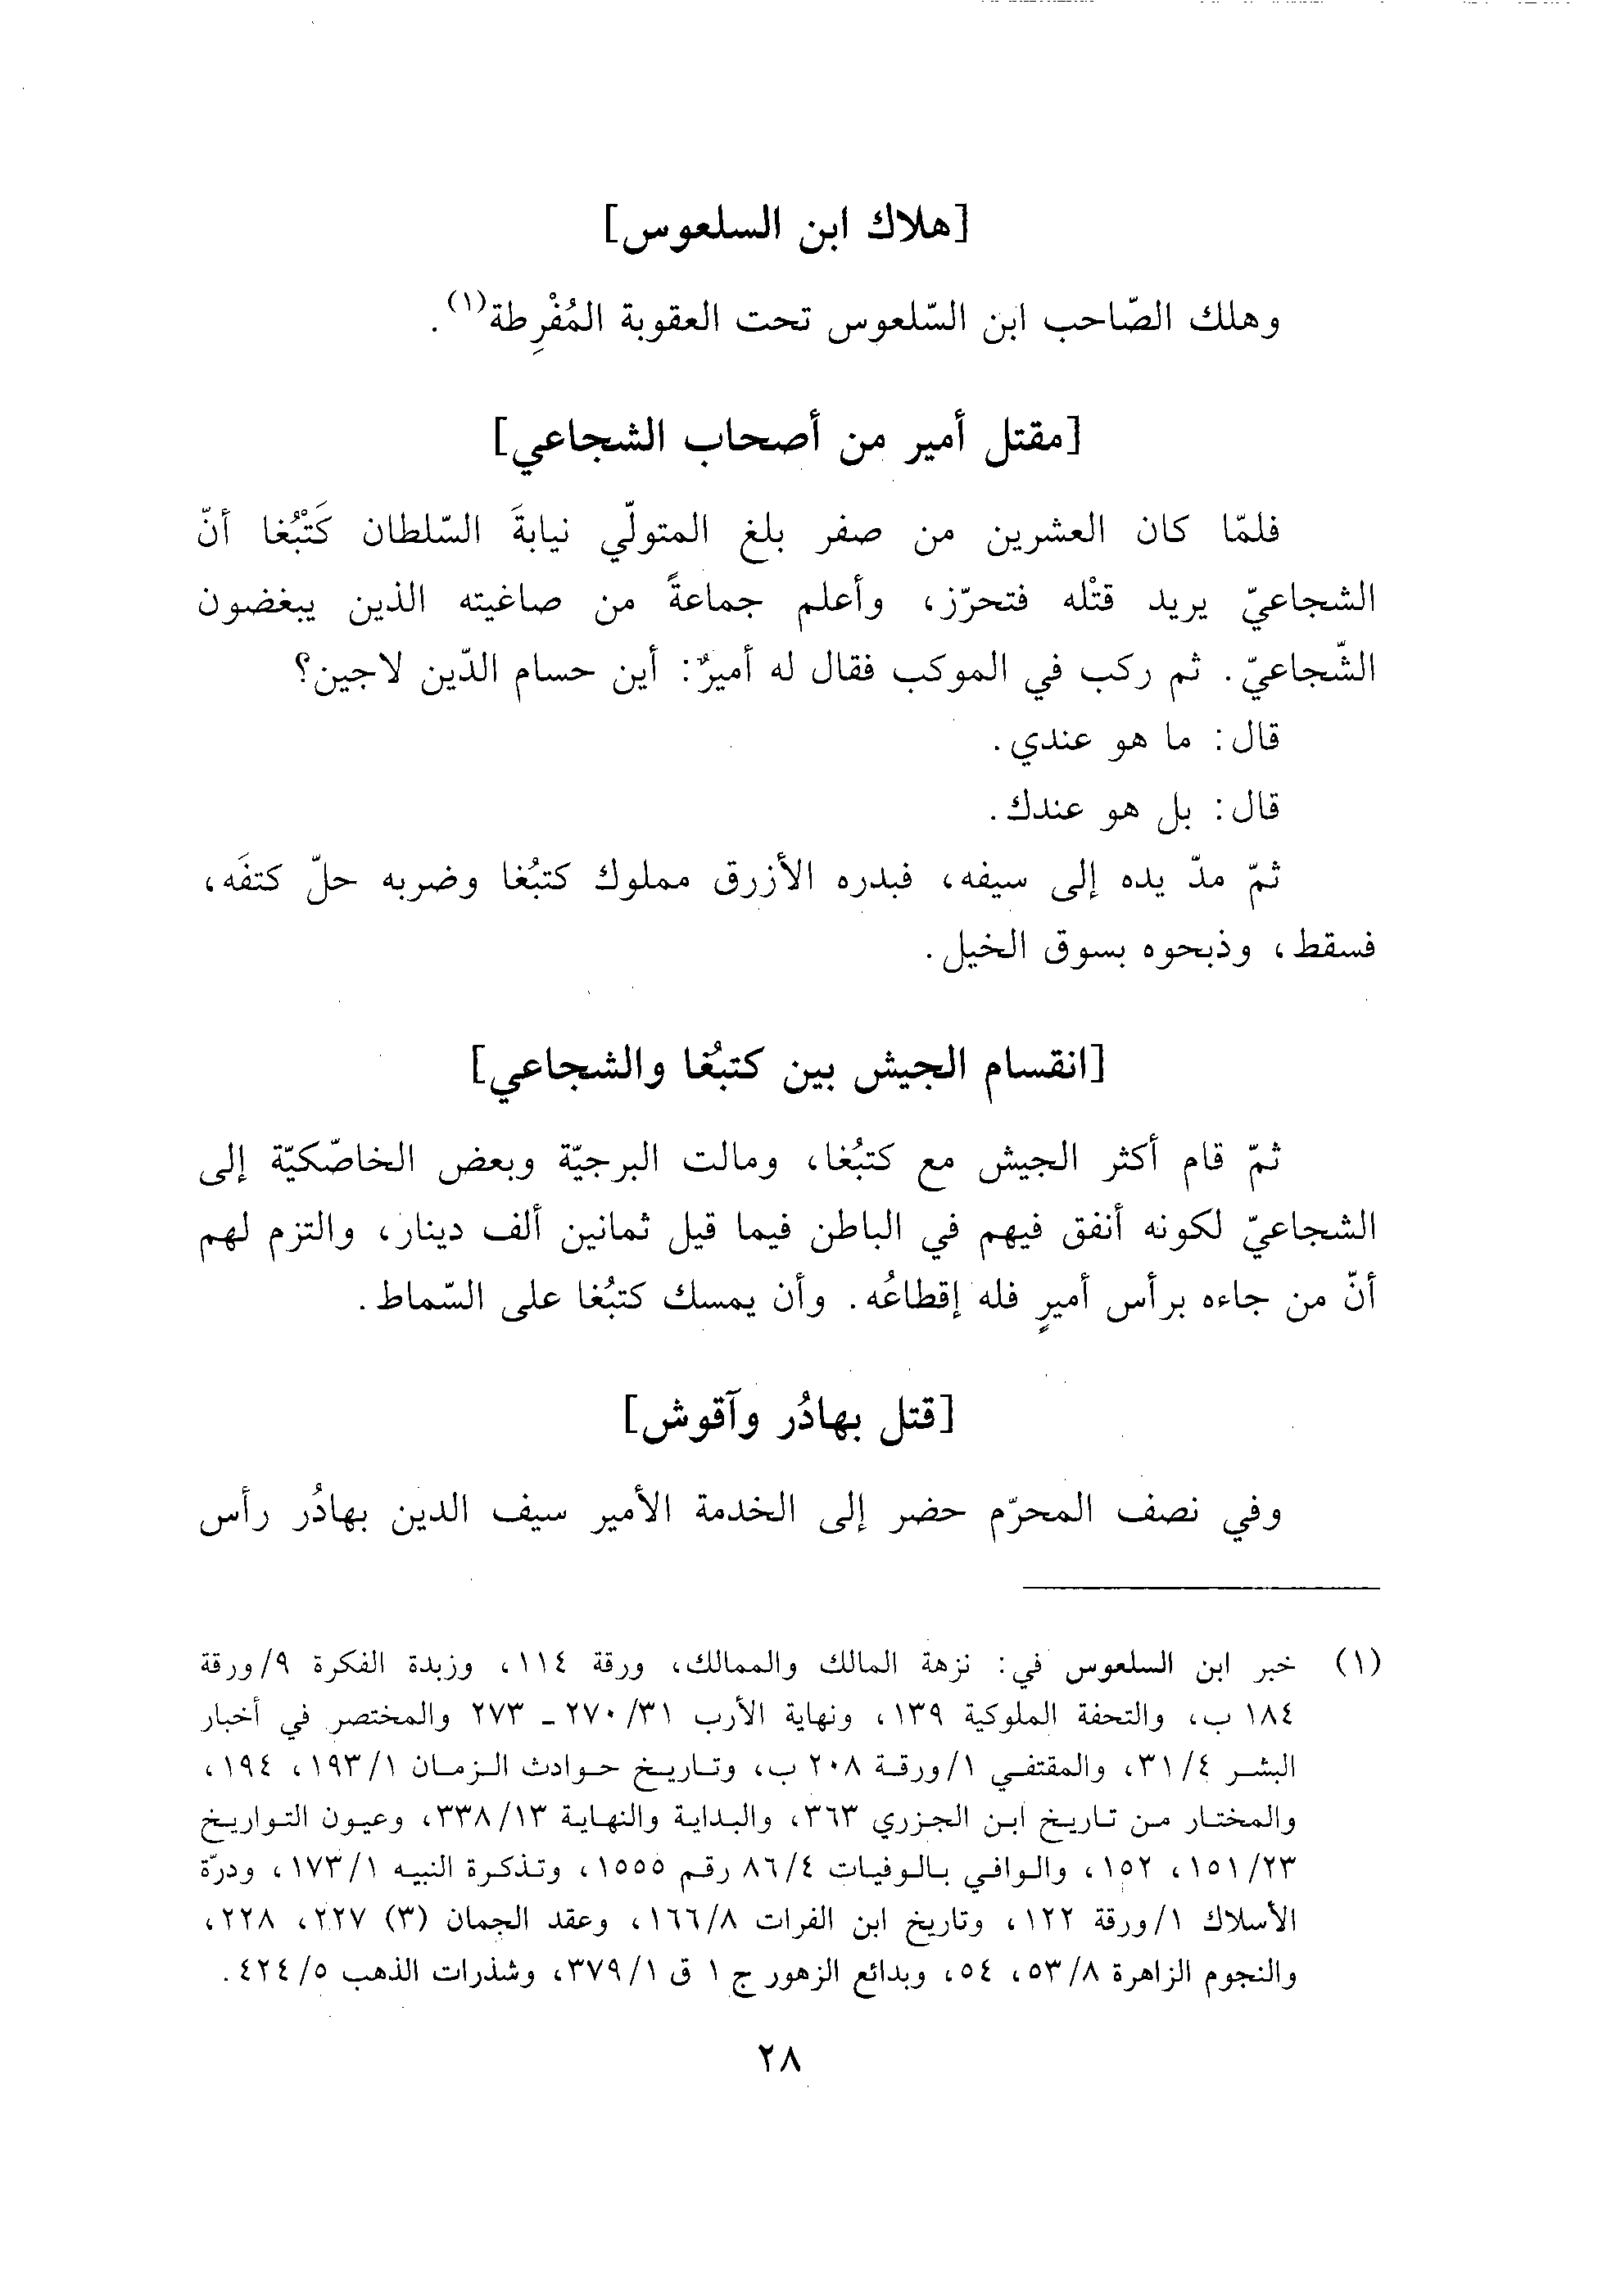 [هلاك ابن السلعوس]
وهلك الصّاحب ابن السّلعوس تحت العقوبة المُفْرِطة(١).
[مقتل أمير من أصحاب الشجاعي]
فلمّا كان العشرين من صفر بلغ المتولّي نيابةَ السّلطان كَتْبُغا أنّ
الشجاعيّ يريد قتْله فتحرّز، وأعلم جماعةً من صاغيته الذين يبغضون
الشّجاعيّ. ثم ركب في الموكب فقال له أميرٌ: أين حسام الدّين لاجين؟
قال: ما هو عندي.
قال: بل هو عندك.
ثمّ مدّ يده إلى سيفه، فبدره الأزرق مملوك كتبُغا وضربه حلّ كتفَه،
فسقط، وذبحوه بسوق الخيل.
[انقسام الجيش بين كتبُغا والشجاعي]
ثمّ قام أكثر الجيش مع كتبُغا، ومالت البرجيّة وبعض الخاصّكيّة إلى
الشجاعيّ لكونه أنفق فيهم في الباطن فيما قيل ثمانين ألف دينار، والتزم لهم
أنّ من جاءه برأس أميرٍ فله إقطاعُه. وأن يمسك كتبُغا على السّماط.
[قتل بهادُر وآقوش]
وفي نصف المحرّم حضر إلى الخدمة الأمير سيف الدين بهادُر رأس
(١) خبر ابن السلعوس في: نزهة المالك والممالك، ورقة ١١٤، وزبدة الفكرة ٩/ورقة
١٨٤ ب، والتحفة الملوكية ١٣٩، ونهاية الأرب ٢٧٠/٣١ ـ ٢٧٣ والمختصر في أخبار
البشر ٣١/٤، والمقتفي ١/ورقة ٢٠٨ ب، وتاريخ حوادث الزمان ١٩٣/١، ١٩٤،
والمختار من تاريخ ابن الجزري ٣٦٣، والبداية والنهاية ٣٣٨/١٣، وعيون التواريخ
١٥١/٢٣، ١٥٢، والوافي بالوفيات ٨٦/٤ رقم ١٥٥٥، وتذكرة النبيه ١٧٣/١، ودرّة
الأسلاك ١/ورقة ١٢٢، وتاريخ ابن الفرات ١٦٦/٨، وعقد الجمان (٣) ٢٢٧، ٢٢٨،
والنجوم الزاهرة ٥٣/٨، ٥٤، وبدائع الزهور ج ١ ق ٣٧٩/١، وشذرات الذهب ٤٢٤/٥.
٢٨